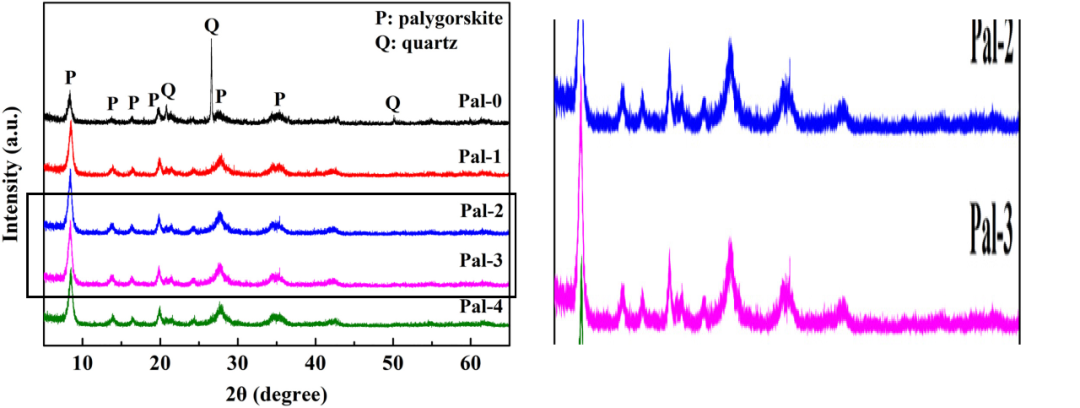 P: palygorskite
Q: quartz
Q
P
P
P
P
Q
P
P
Q
Pal-0
Pal-1
Pal-2
Pal-3
Pal-4
Intensity (a.u.)
10 20 30 40 50 60
2θ (degree)
Pal-2
Pal-3